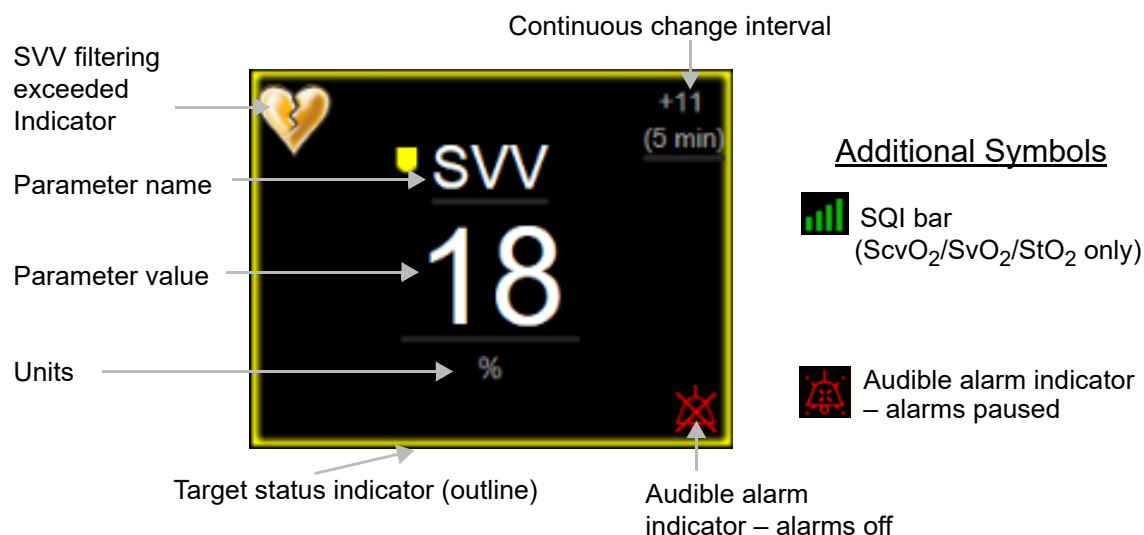 Continuous change interval
SVV filtering
exceeded
Indicator
+11
(5 min)
SVV
Parameter name
18
Parameter value
%
Units
Target status indicator (outline)
Audible alarm
indicator – alarms off
Additional Symbols
SQI bar
(ScvO₂/SvO₂/StO₂ only)
Audible alarm indicator
– alarms paused